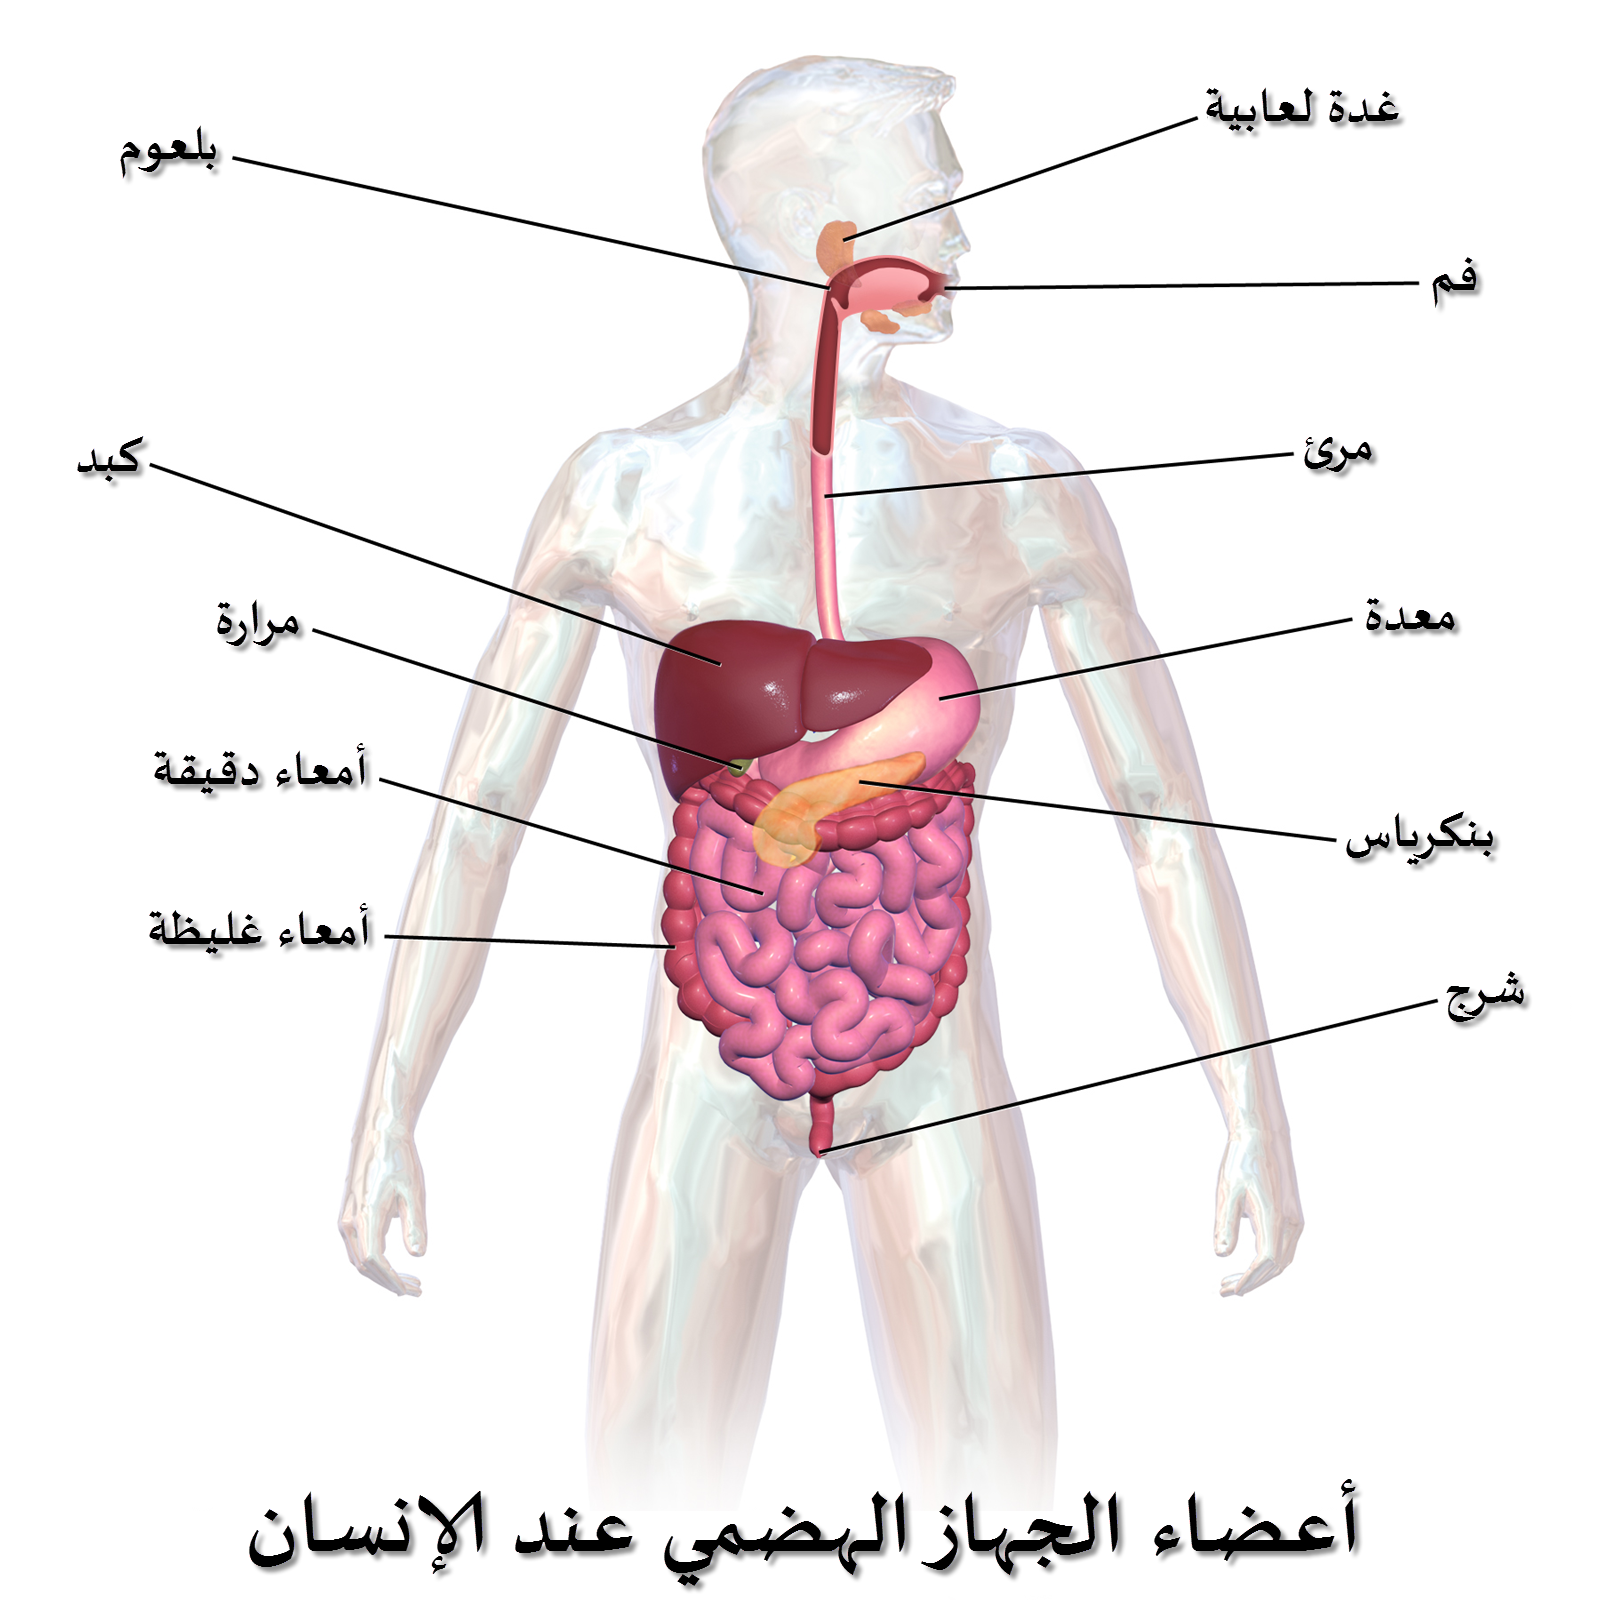 غدة لعابية
بلعوم
فم
مرئ
كبد
معدة
مرارة
أمعاء دقيقة
بنكرياس
أمعاء غليظة
شرج
أعضاء الجهاز الهضمي عند الإنسان